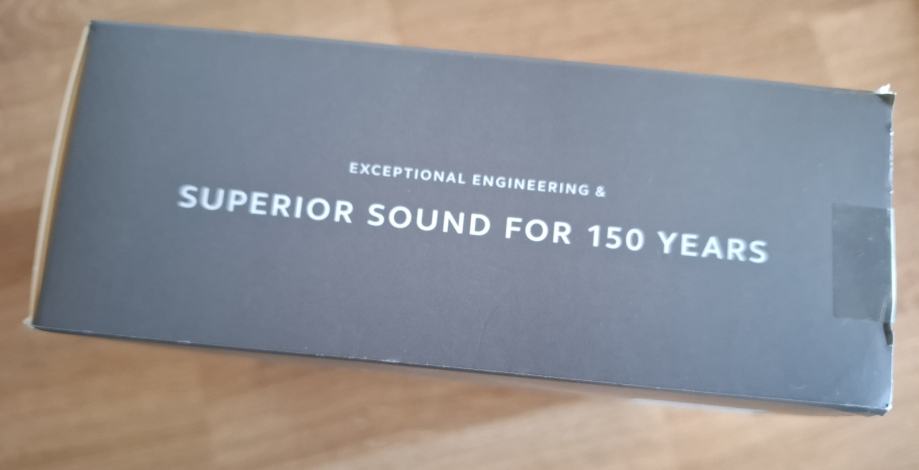 EXCEPTIONAL ENGINEERING &
SUPERIOR SOUND FOR 150 YEARS